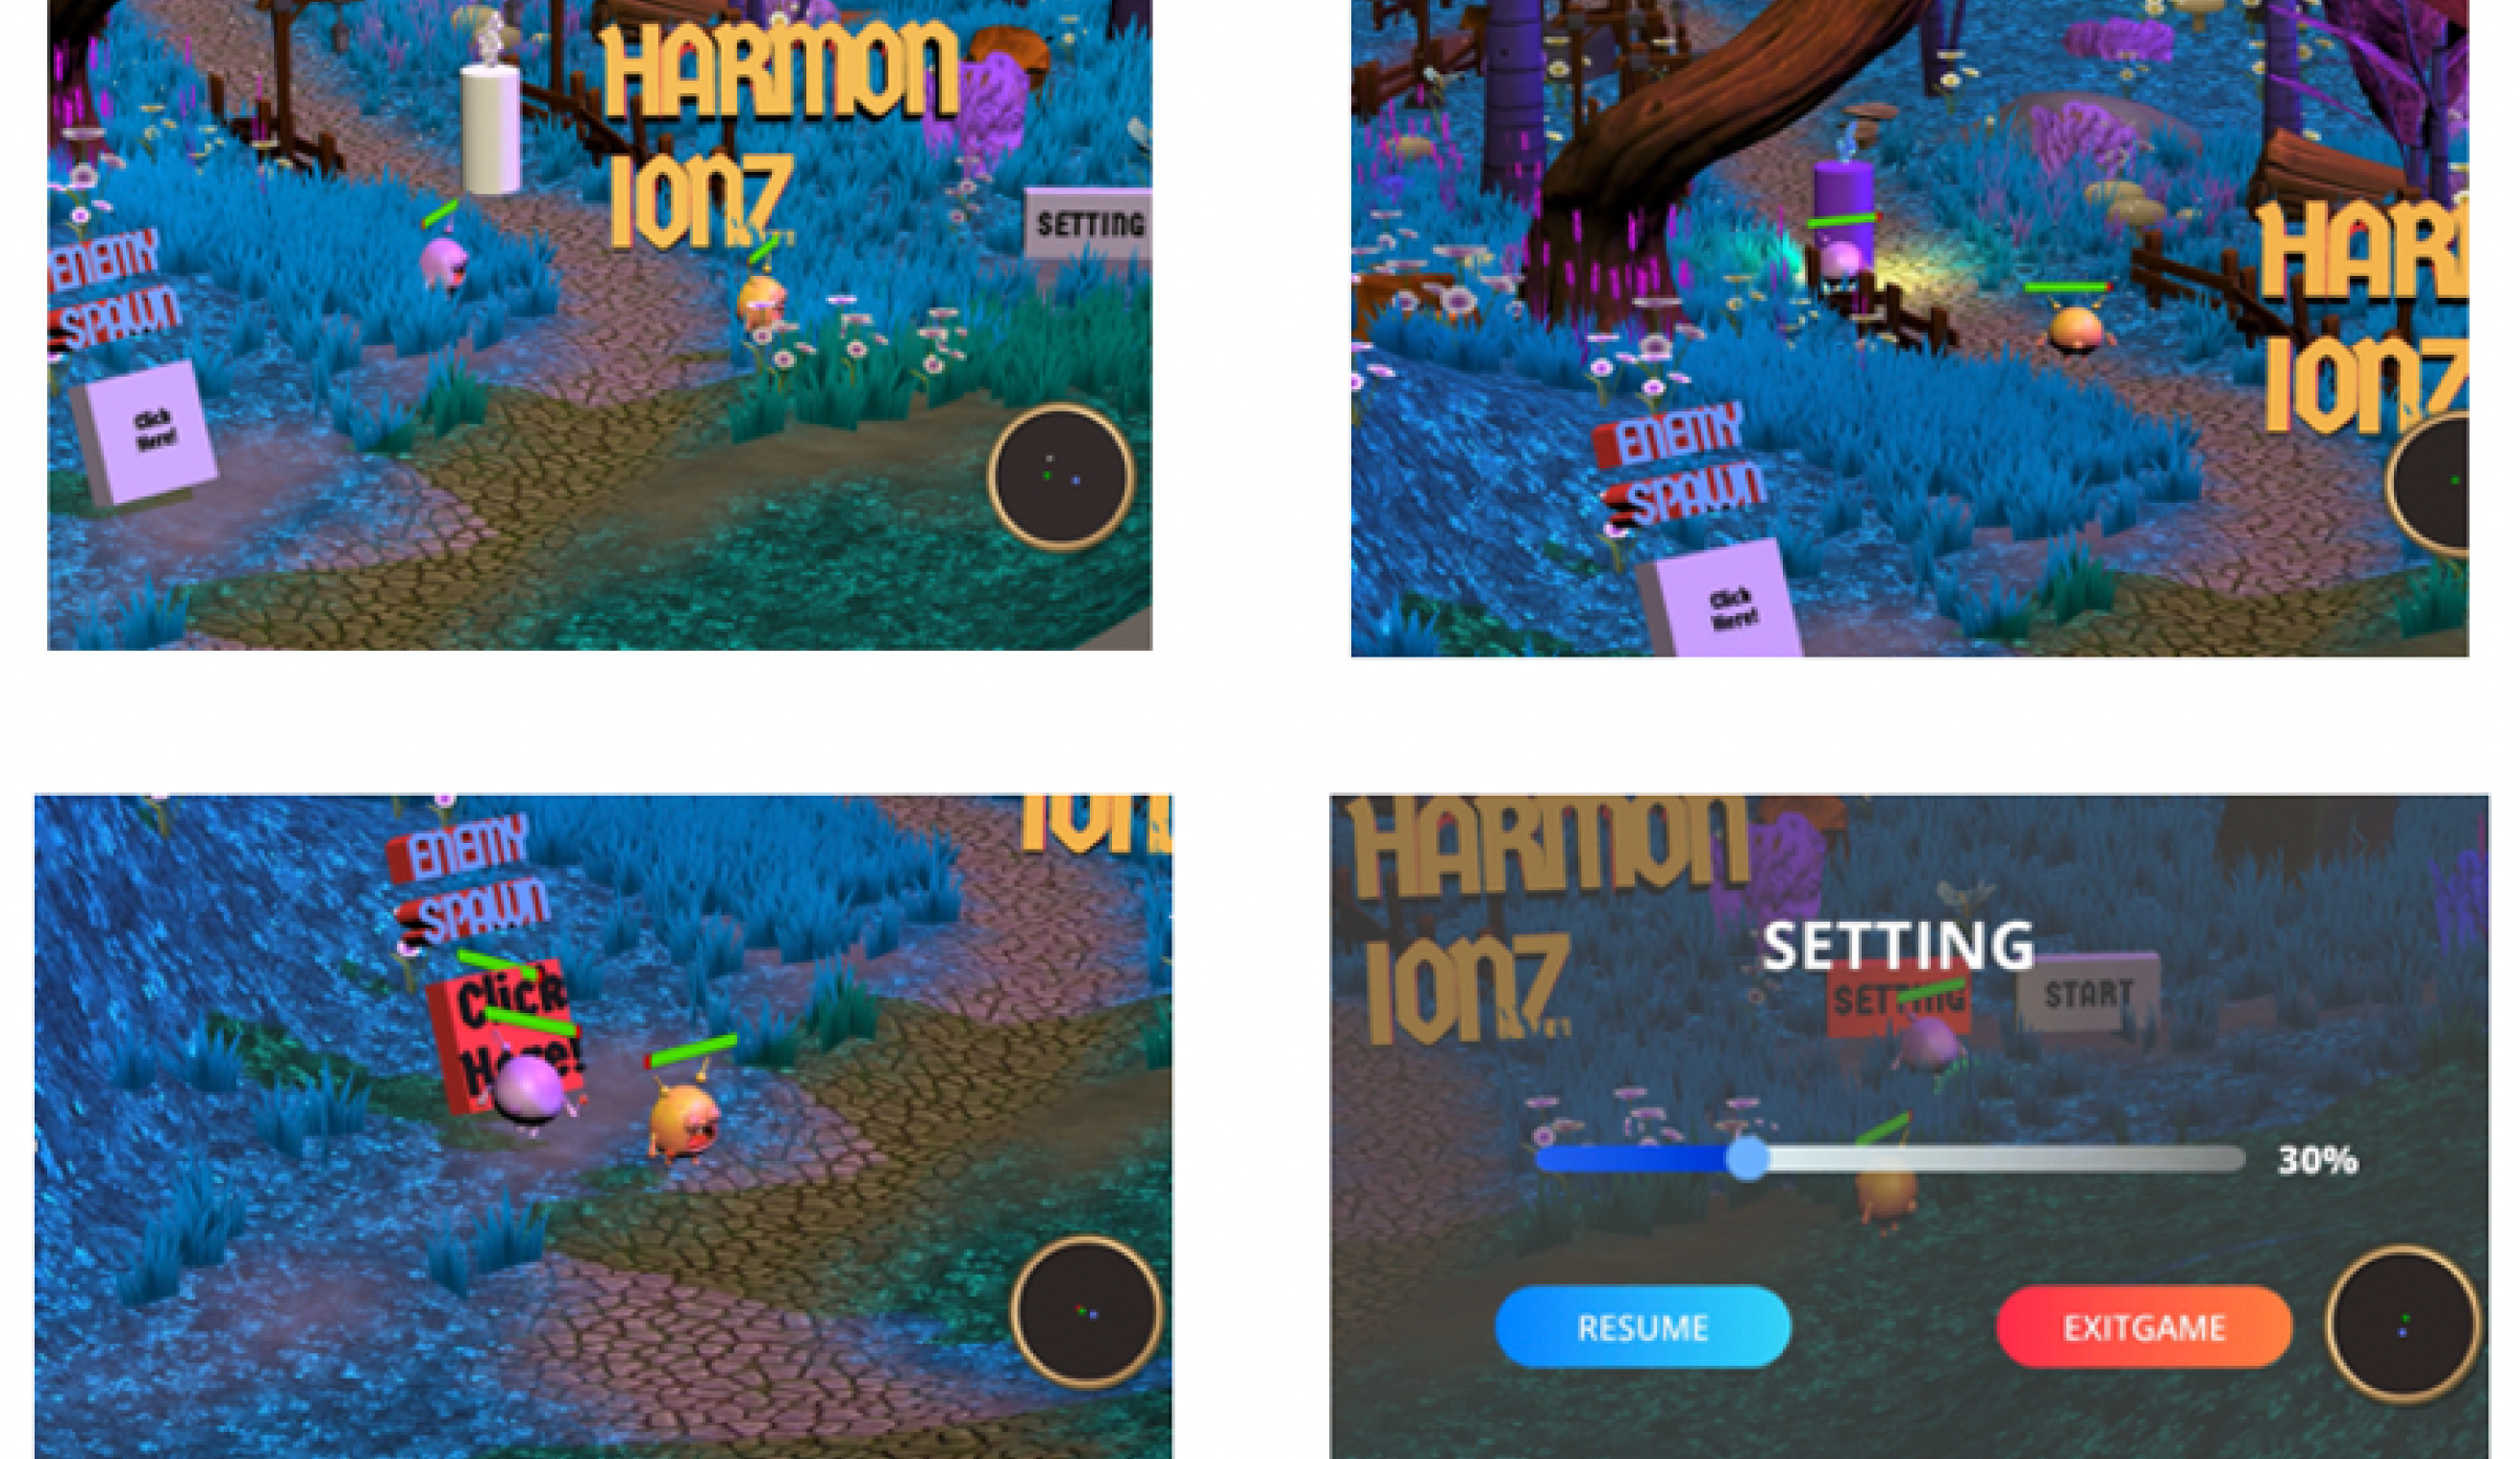 HARMON
IONZ
SETTING
ENEMY
SPAWN
Click
Here!
HAR
IONZ
ENEMY
SPAWN
Click
Here!
ION
ENEMY
SPAWN
Click
Here!
HARMON
IONZ
SETTING
SETTING
START
30%
RESUME
EXITGAME